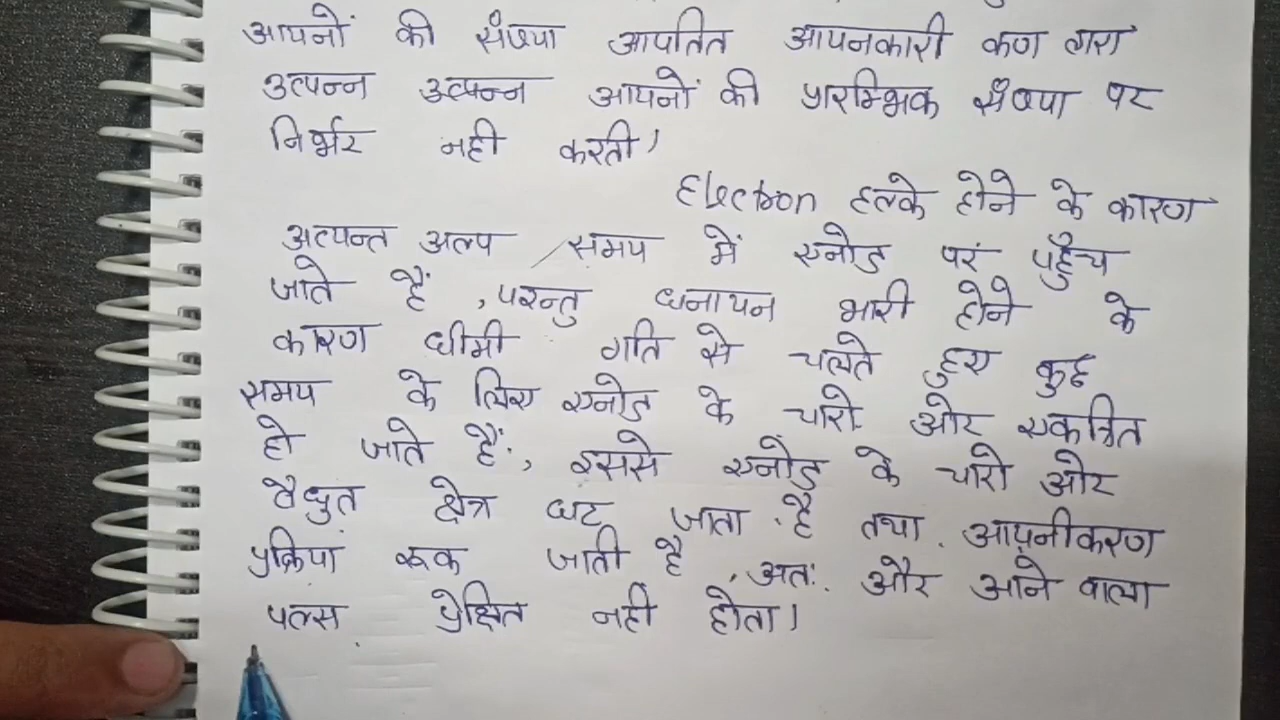 आयनों की सँख्या आपतित आयनकारी कण द्वारा
उत्पन्न उत्पन्न आयनों की प्रारम्भिक सँख्या पर
निर्भर नही करती।
Electron हल्के होने के कारण
अत्यन्त अल्प समय में एनोड परं पहुँच
जाते हैं , परन्तु धनायन भारी होने के
कारण धीमी गति से चलते हुए कुछ
समय के लिए एनोड के चारो ओर एकत्रित
हो जाते हैं , इससे एनोड के चारो ओर
वैधुत क्षेत्र घट जाता है तथा आयनीकरण
प्रक्रिया रूक जाती है , अतः और आने वाला
पल्स प्रेक्षित नही होता।